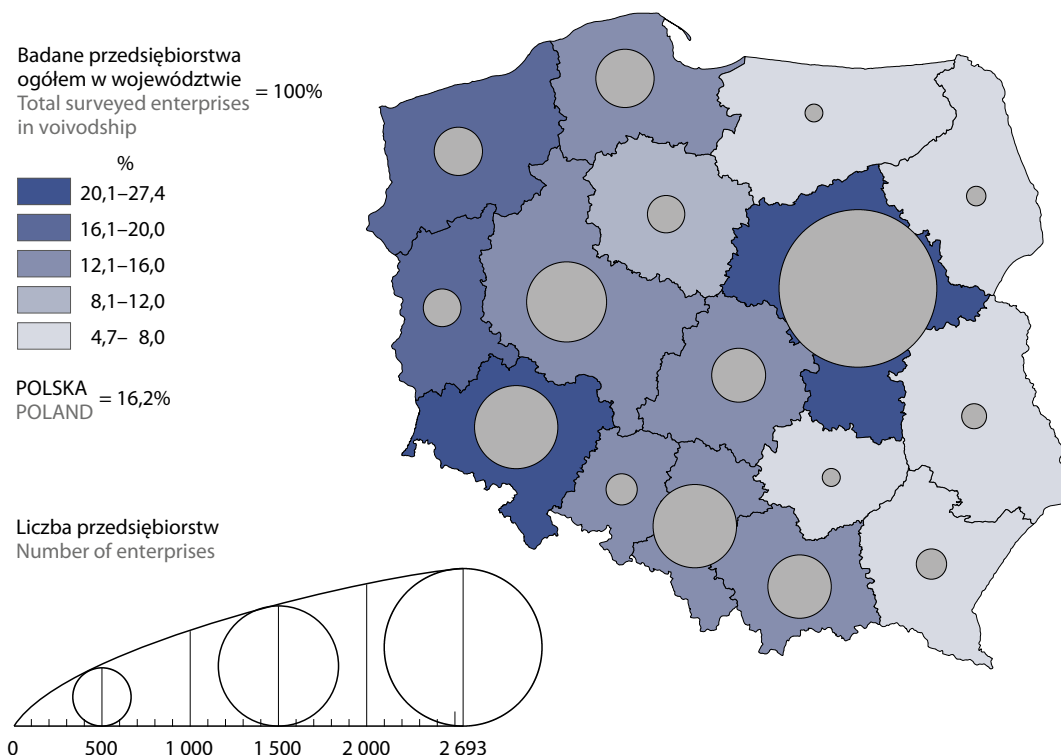 Badane przedsiębiorstwa
ogółem w województwie
Total surveyed enterprises
in voivodship
= 100%
%
20,1–27,4
16,1–20,0
12,1–16,0
8,1–12,0
4,7– 8,0
POLSKA
POLAND
= 16,2%
Liczba przedsiębiorstw
Number of enterprises
0 500 1 000 1 500 2 000 2 693